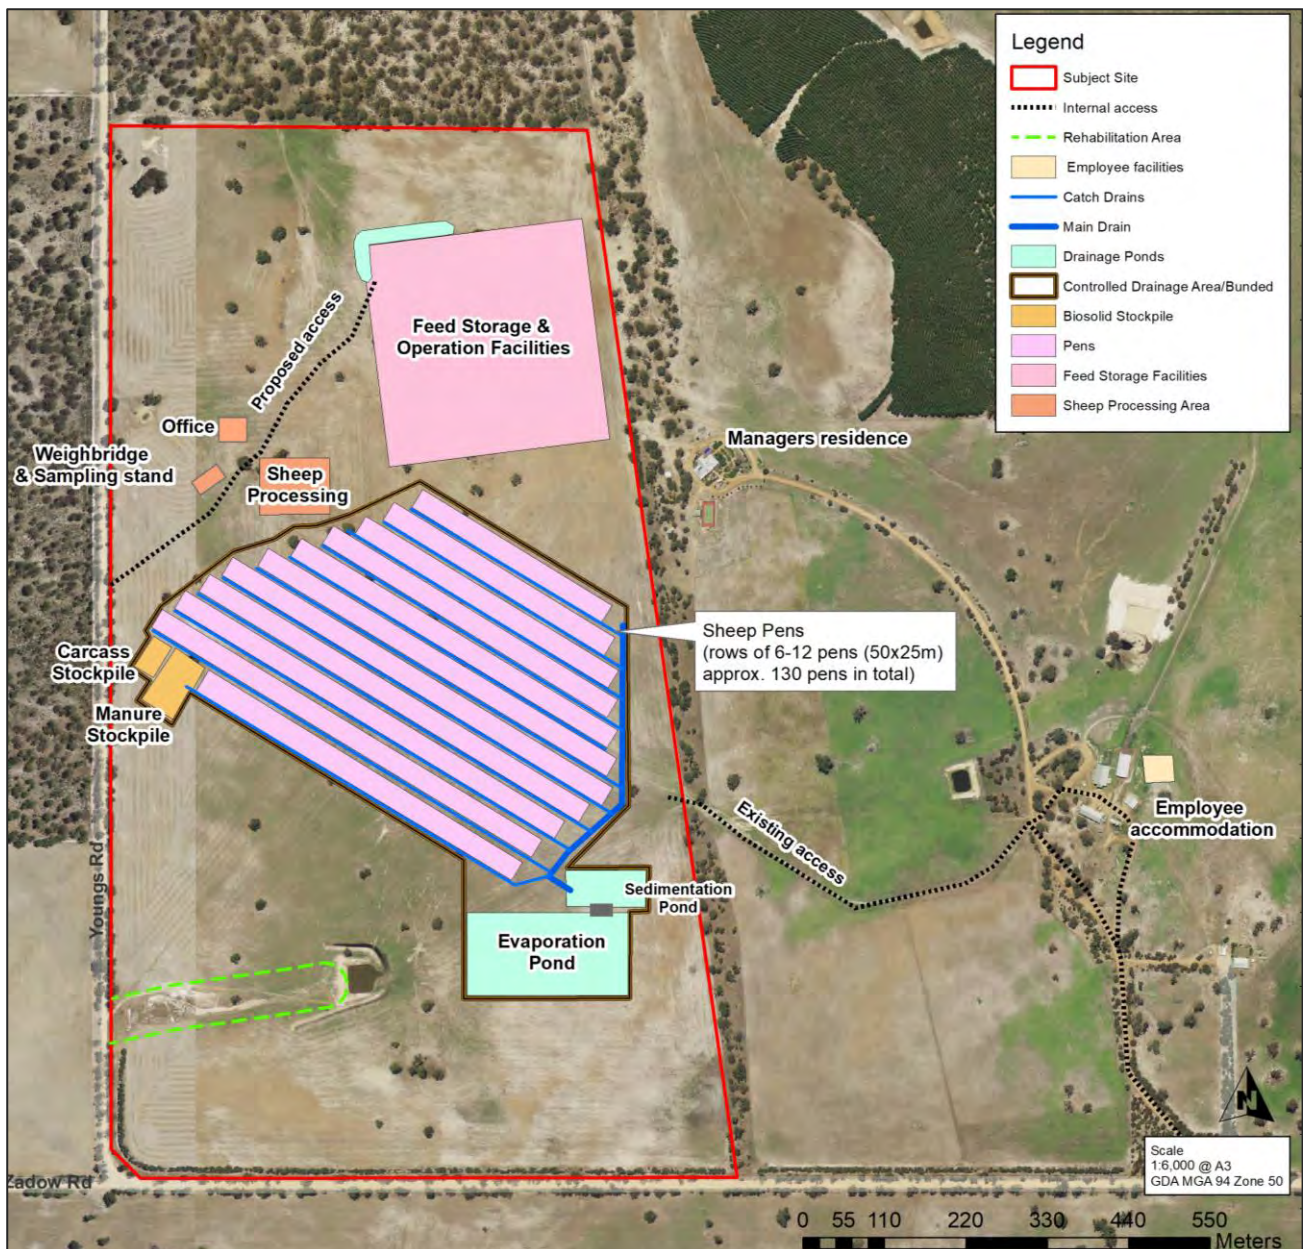 Legend
Subject Site
Internal access
Rehabilitation Area
Employee facilities
Catch Drains
Main Drain
Drainage Ponds
Controlled Drainage Area/Bunded
Biosolid Stockpile
Pens
Feed Storage Facilities
Sheep Processing Area
Feed Storage &
Operation Facilities
Proposed access
Office
Weighbridge
& Sampling stand
Sheep
Processing
Managers residence
Sheep Pens
(rows of 6-12 pens (50x25m)
approx. 130 pens in total)
Carcass
Stockpile
Manure
Stockpile
Existing access
Employee
accommodation
Youngs Rd
Sedimentation
Pond
Evaporation
Pond
N
Scale
1:6,000 @ A3
GDA MGA 94 Zone 50
Zadow Rd
0 55 110 220 330 440 550
Meters